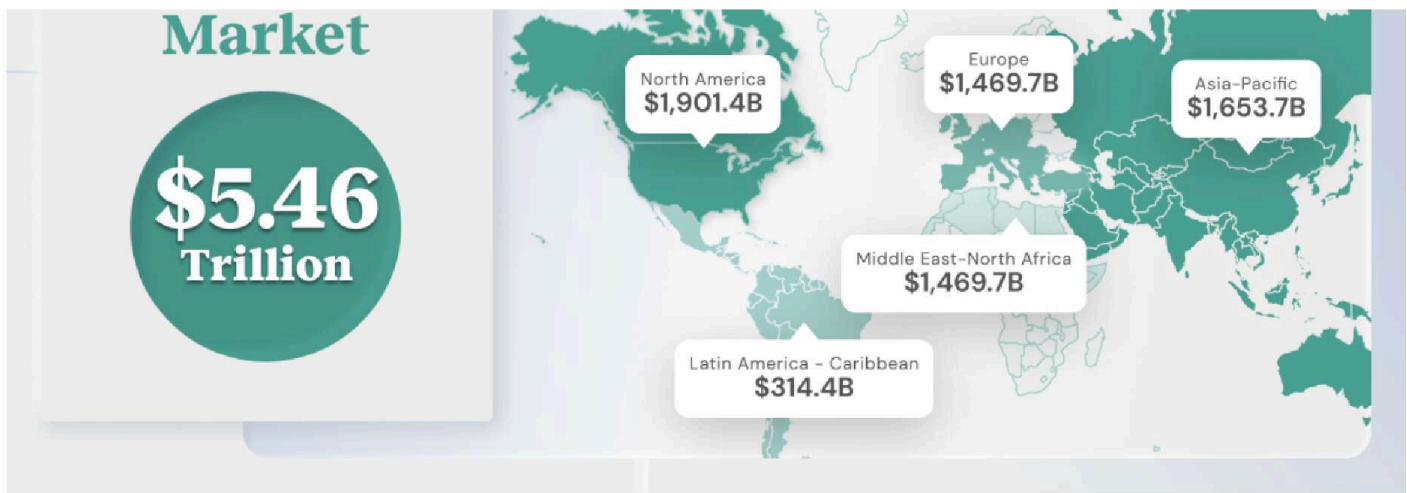 Market
$5.46
Trillion
North America
$1,901.4B
Europe
$1,469.7B
Asia-Pacific
$1,653.7B
Middle East-North Africa
$1,469.7B
Latin America - Caribbean
$314.4B